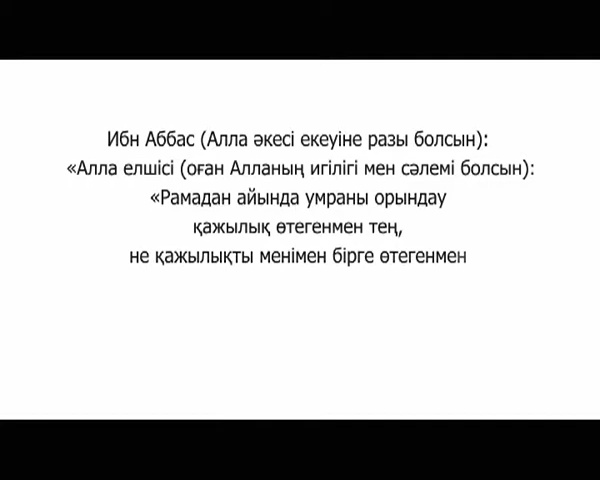 Ибн Аббас (Алла әкесі екеуіне разы болсын):
«Алла елшісі (оған Алланың игілігі мен сәлемі болсын):
«Рамадан айында умраны орындау
қажылық өтегенмен тең,
не қажылықты менімен бірге өтегенмен